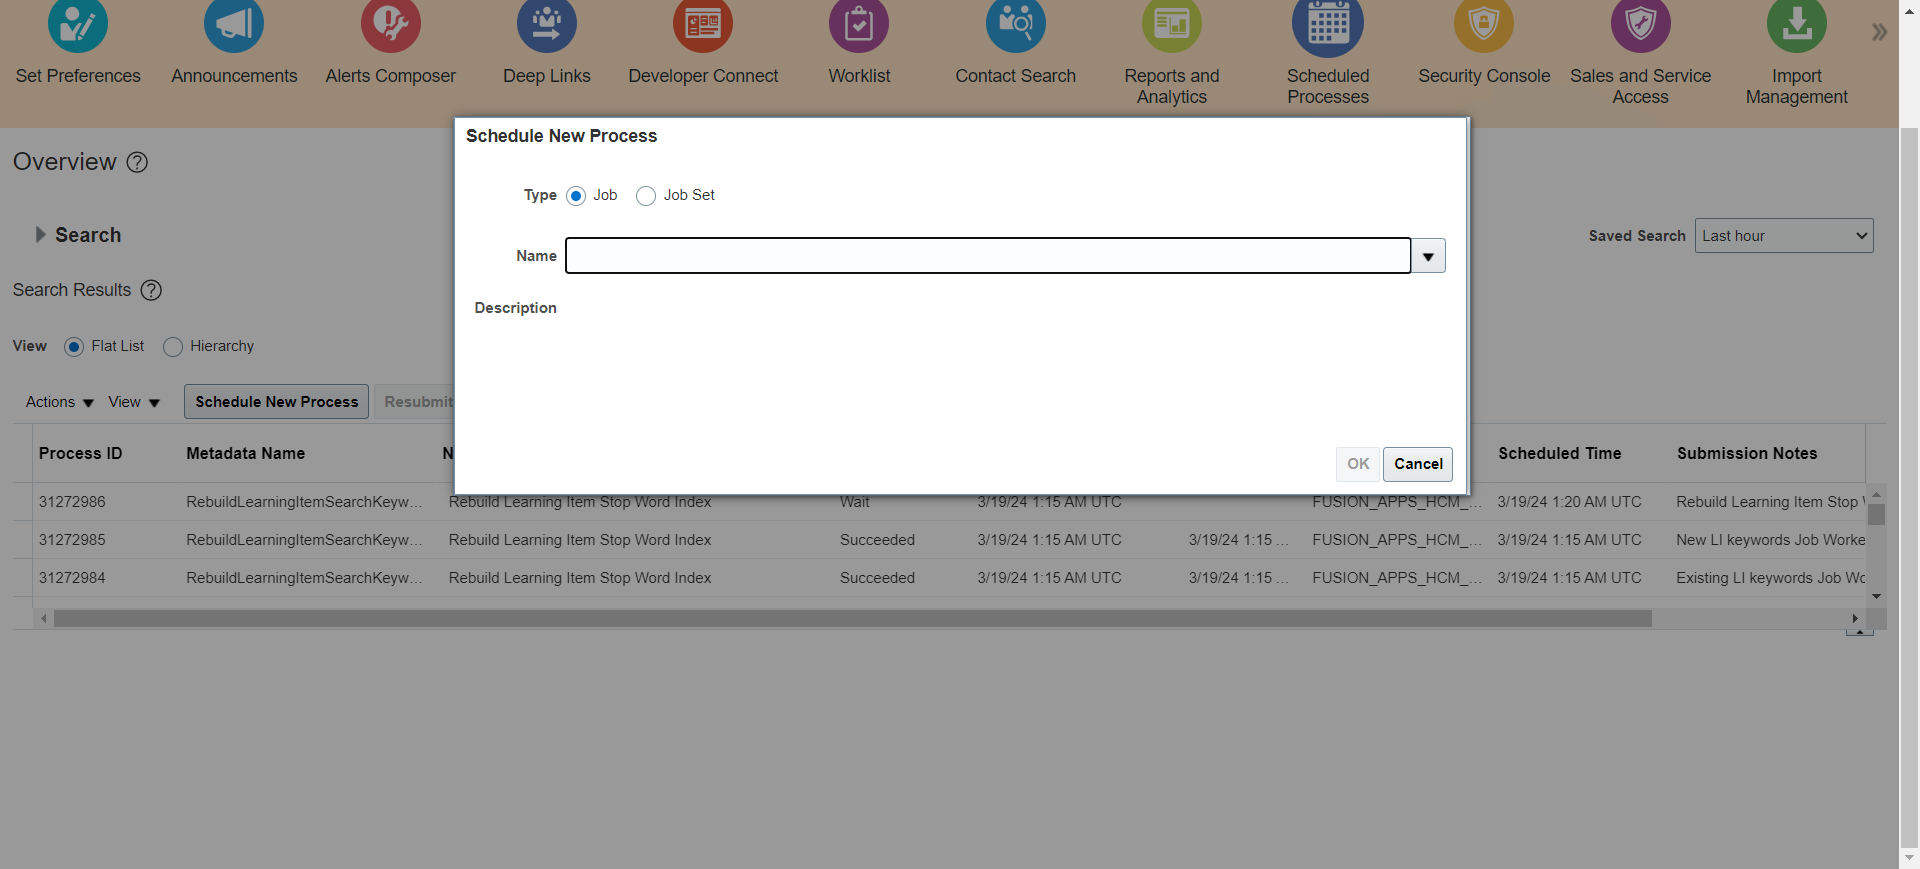 Set Preferences
Announcements
Alerts Composer
Deep Links
Developer Connect
Worklist
Contact Search
Reports and
Analytics
Scheduled
Processes
Security Console
Sales and Service
Access
Import
Management
Overview
Search
Saved Search Last hour
Search Results
View Flat List Hierarchy
Actions View Schedule New Process Resubmit
Schedule New Process
Type Job Job Set
Name
Description
OK Cancel
Process ID Metadata Name N Scheduled Time Submission Notes
31272986 RebuildLearningItemSearchKeyw... Rebuild Learning Item Stop Word Index Wait 3/19/24 1:15 AM UTC FUSION_APPS_HCM_... 3/19/24 1:20 AM UTC Rebuild Learning Item Stop
31272985 RebuildLearningItemSearchKeyw... Rebuild Learning Item Stop Word Index Succeeded 3/19/24 1:15 AM UTC 3/19/24 1:15 ... FUSION_APPS_HCM_... 3/19/24 1:15 AM UTC New LI keywords Job Worke
31272984 RebuildLearningItemSearchKeyw... Rebuild Learning Item Stop Word Index Succeeded 3/19/24 1:15 AM UTC 3/19/24 1:15 ... FUSION_APPS_HCM_... 3/19/24 1:15 AM UTC Existing LI keywords Job Wo